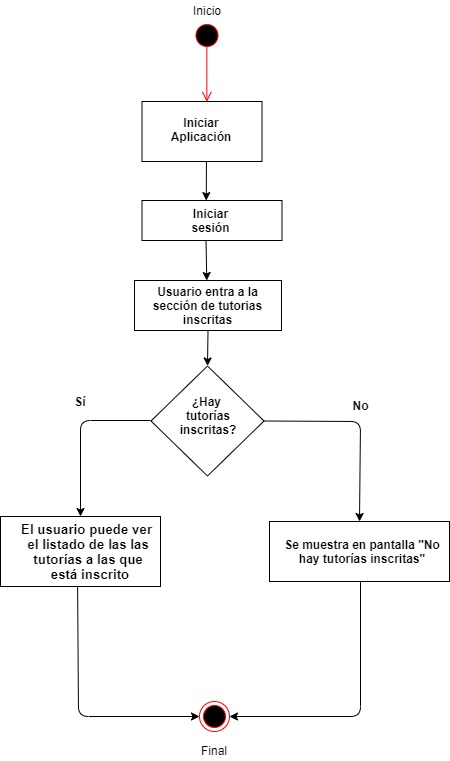 Inicio
Iniciar
Aplicación
Iniciar
sesión
Usuario entra a la
sección de tutorias
inscritas
¿Hay
tutorías
inscritas?
Sí
No
El usuario puede ver
el listado de las las
tutorías a las que
está inscrito
Se muestra en pantalla "No
hay tutorías inscritas"
Final